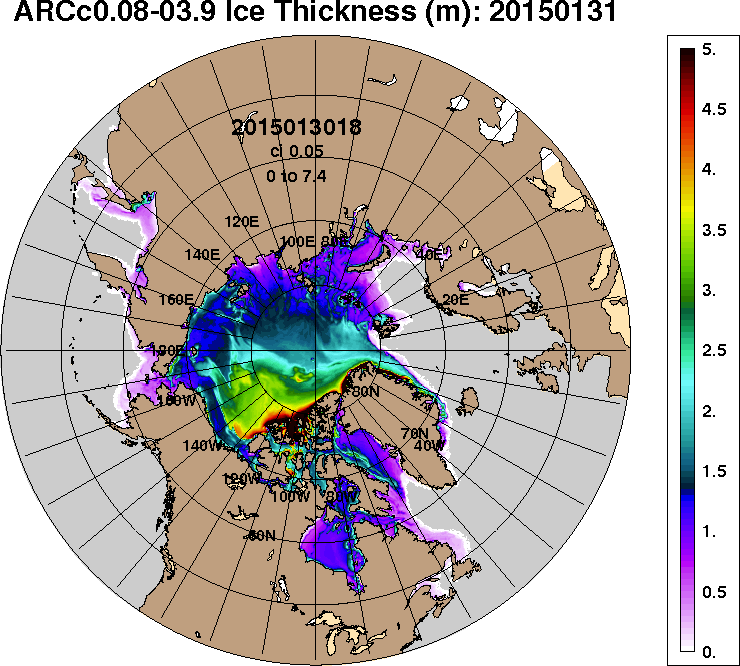 ARCc0.08-03.9 Ice Thickness (m): 20150131
2015013018
ci 0.05
0 to 7.4
120E
100E
80E
140E
40E
160E
20E
180E
160W
80N
140W
70N
40W
120W
100W
80W
60N
5.
4.5
4.
3.5
3.
2.5
2.
1.5
1.
0.5
0.